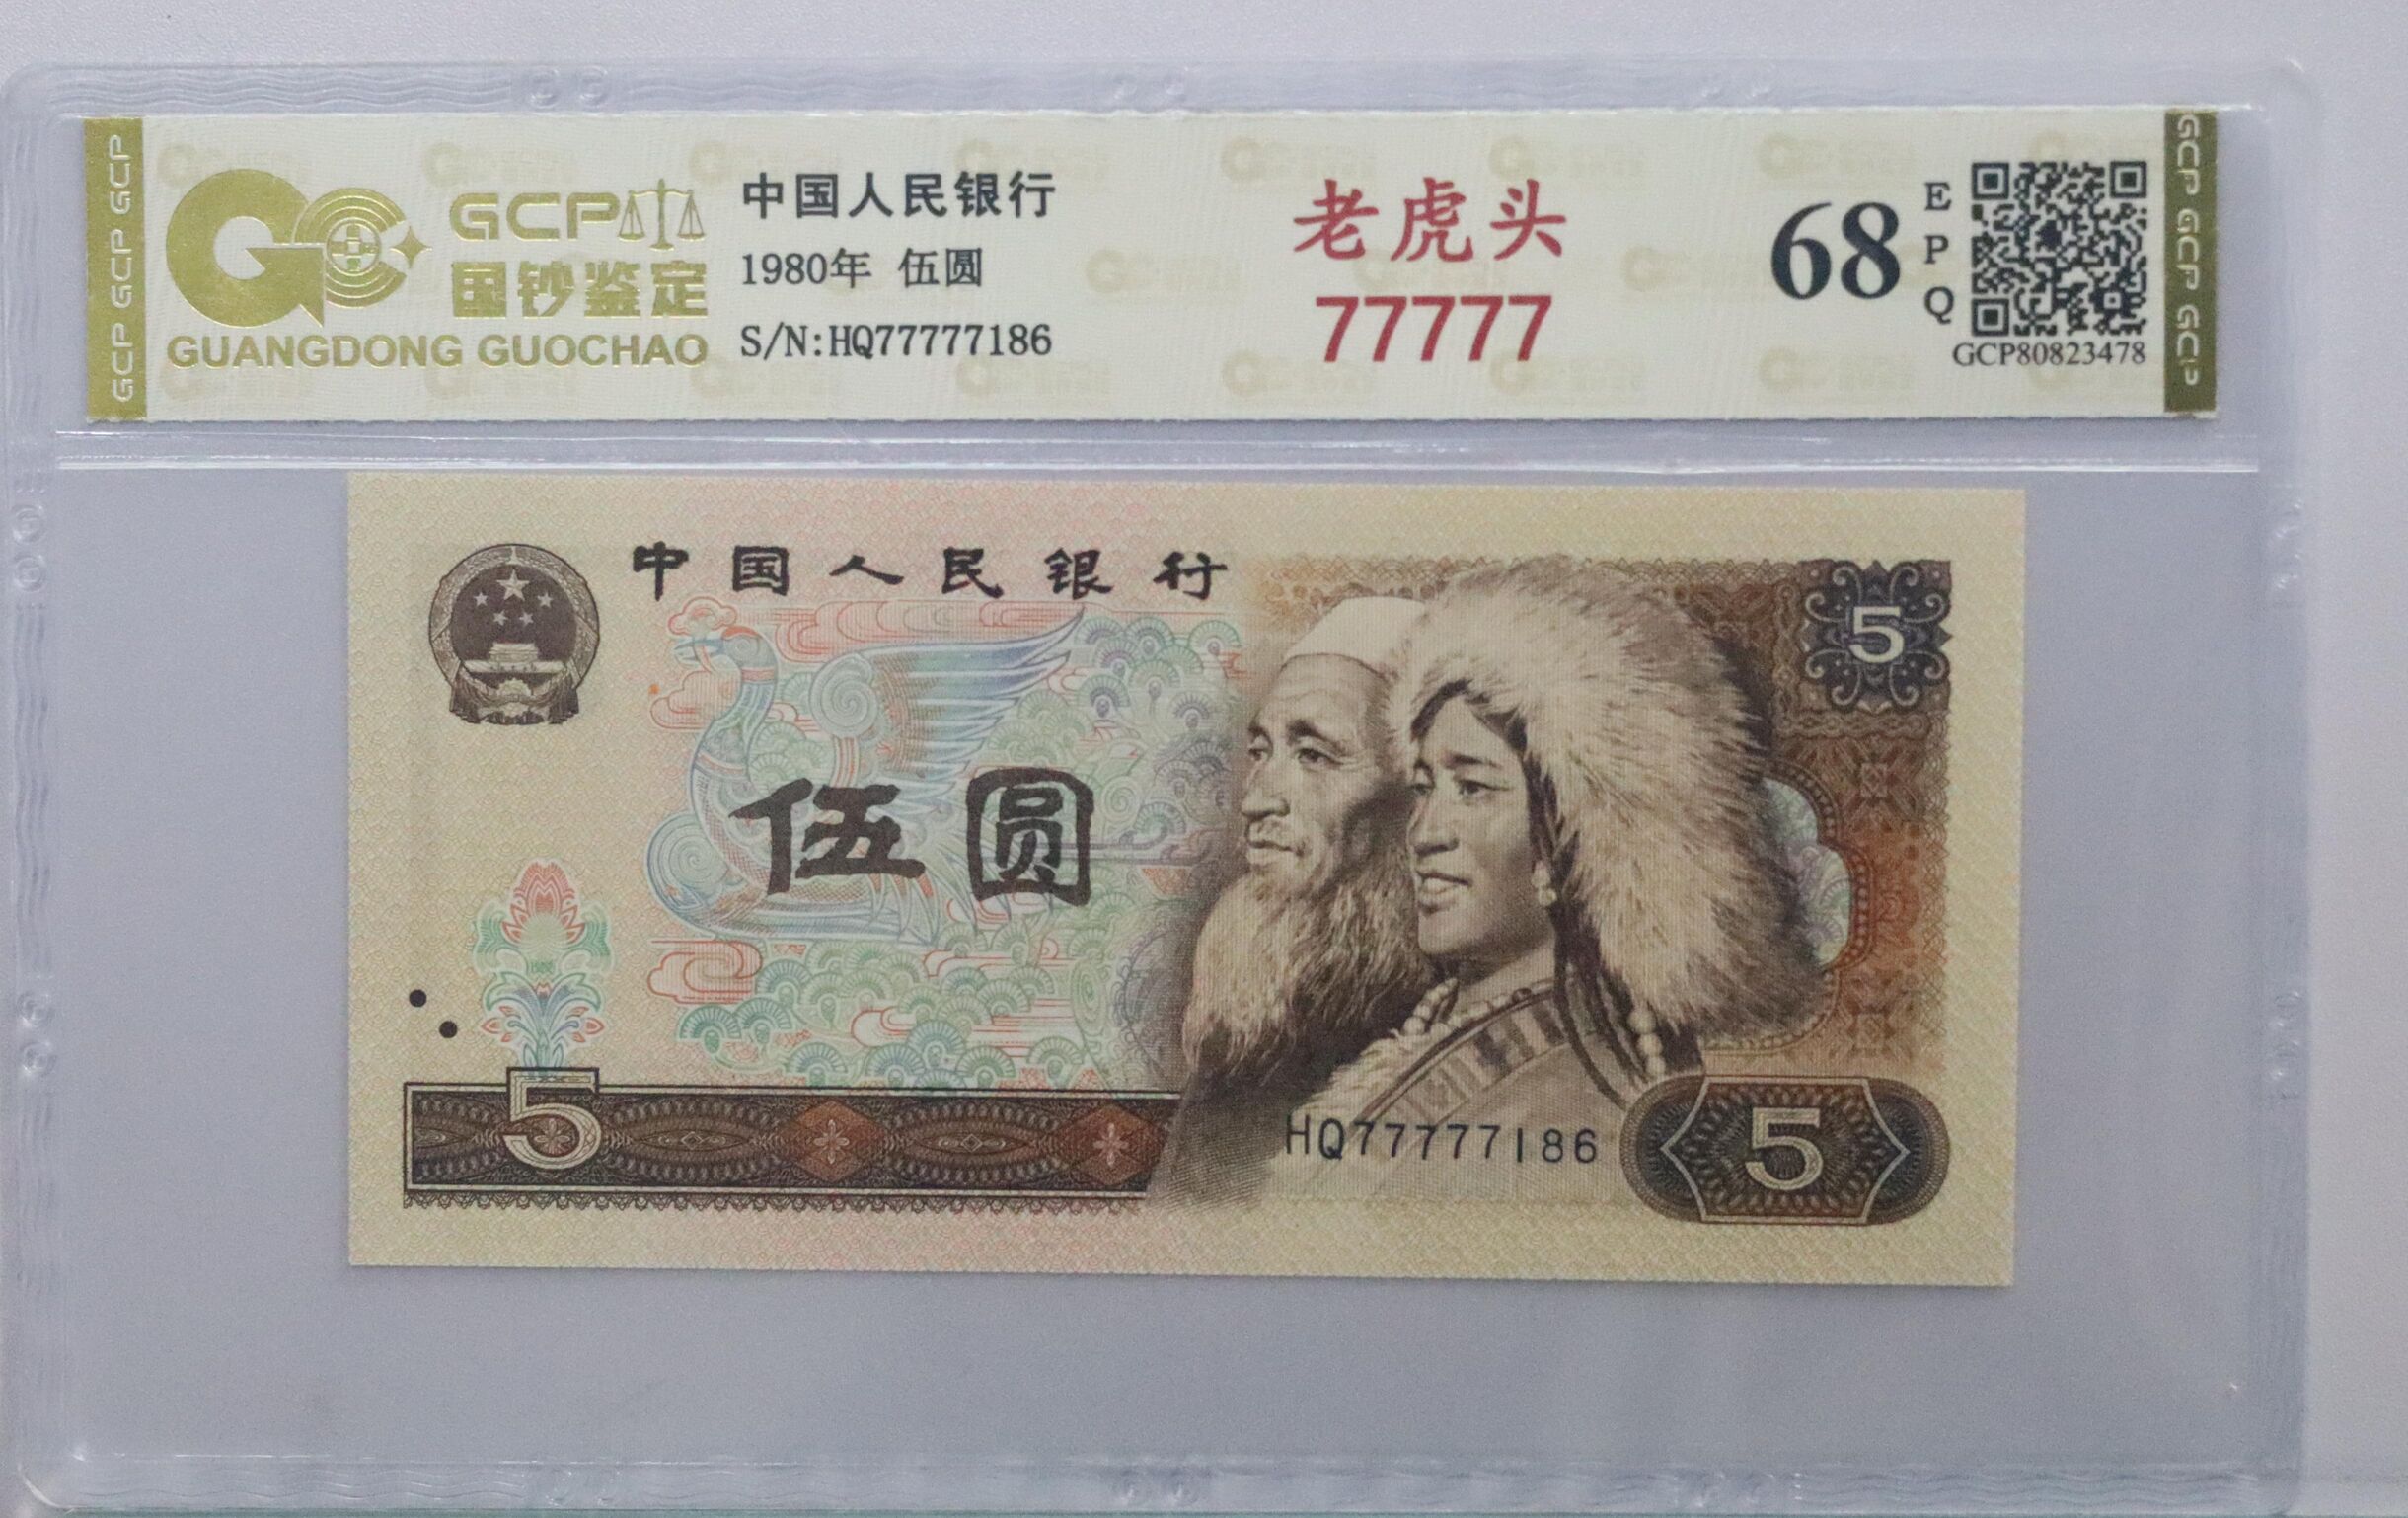 GCP GCP GCP
GCP
国钞鉴定
GUANGDONG GUOCHAO
中国人民银行
1980年 伍圆
S/N:HQ77777186
老虎头
77777
68
E
P
Q
GCP80823478
GCP GCP GCP
中国人民银行
5
伍圆
5
HQ77777186
5